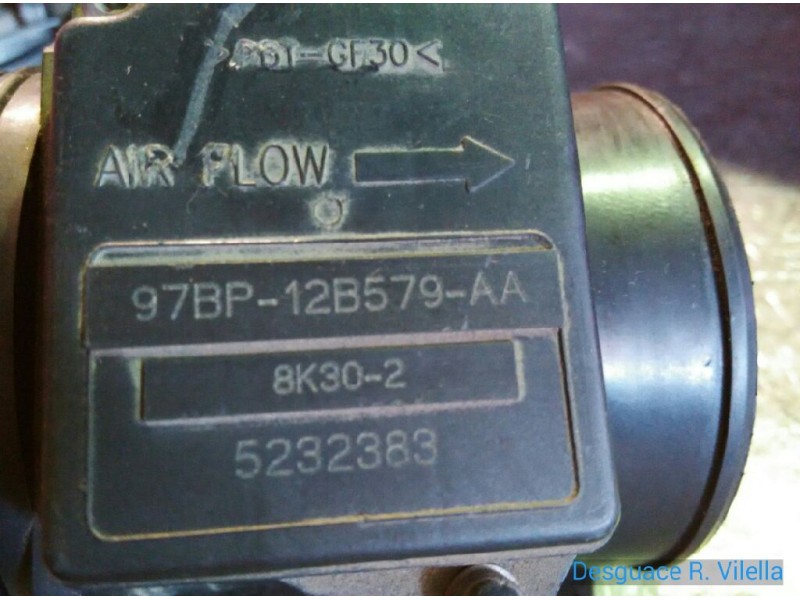 >PBT-GF30<
AIR FLOW
97BP-12B579-AA
8K30-2
5232383
Desguace R. Vilella